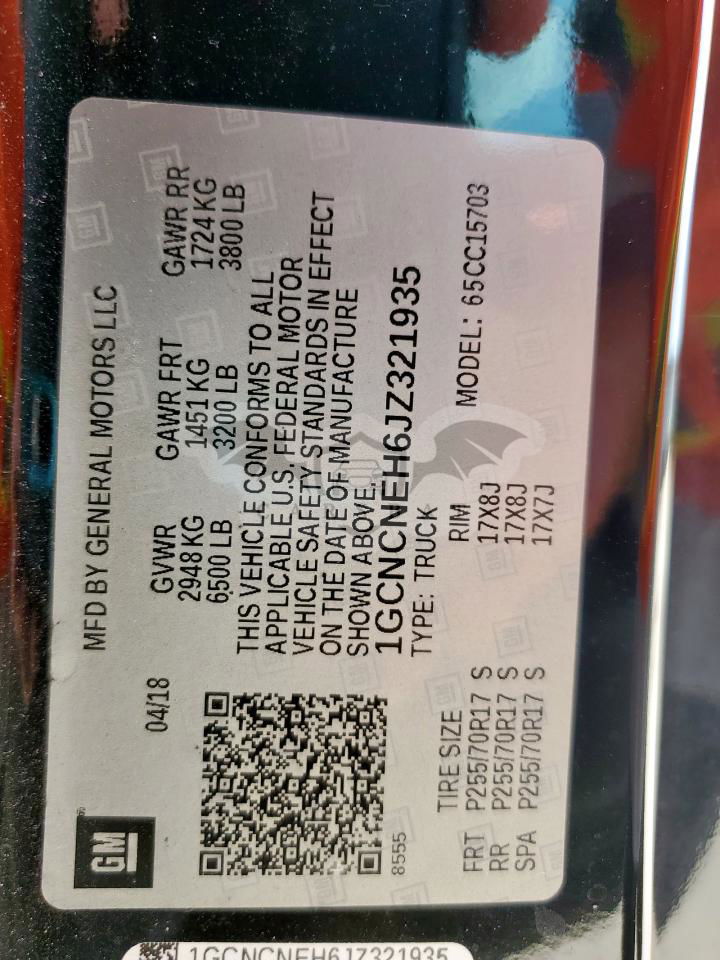 MFD BY GENERAL MOTORS LLC
GM
04/18
GVWR GAWR FRT GAWR RR
2948 KG 1451 KG 1724 KG
6500 LB 3200 LB 3800 LB
THIS VEHICLE CONFORMS TO ALL
APPLICABLE U.S. FEDERAL MOTOR
VEHICLE SAFETY STANDARDS IN EFFECT
ON THE DATE OF MANUFACTURE
SHOWN ABOVE.
1GCNCNEH6JZ321935
8555
TYPE: TRUCK
TIRE SIZE RIM MODEL: 65CC15703
FRT P255/70R17 S 17X8J
RR P255/70R17 S 17X8J
SPA P255/70R17 S 17X7J
1GCNCNEH6JZ321935